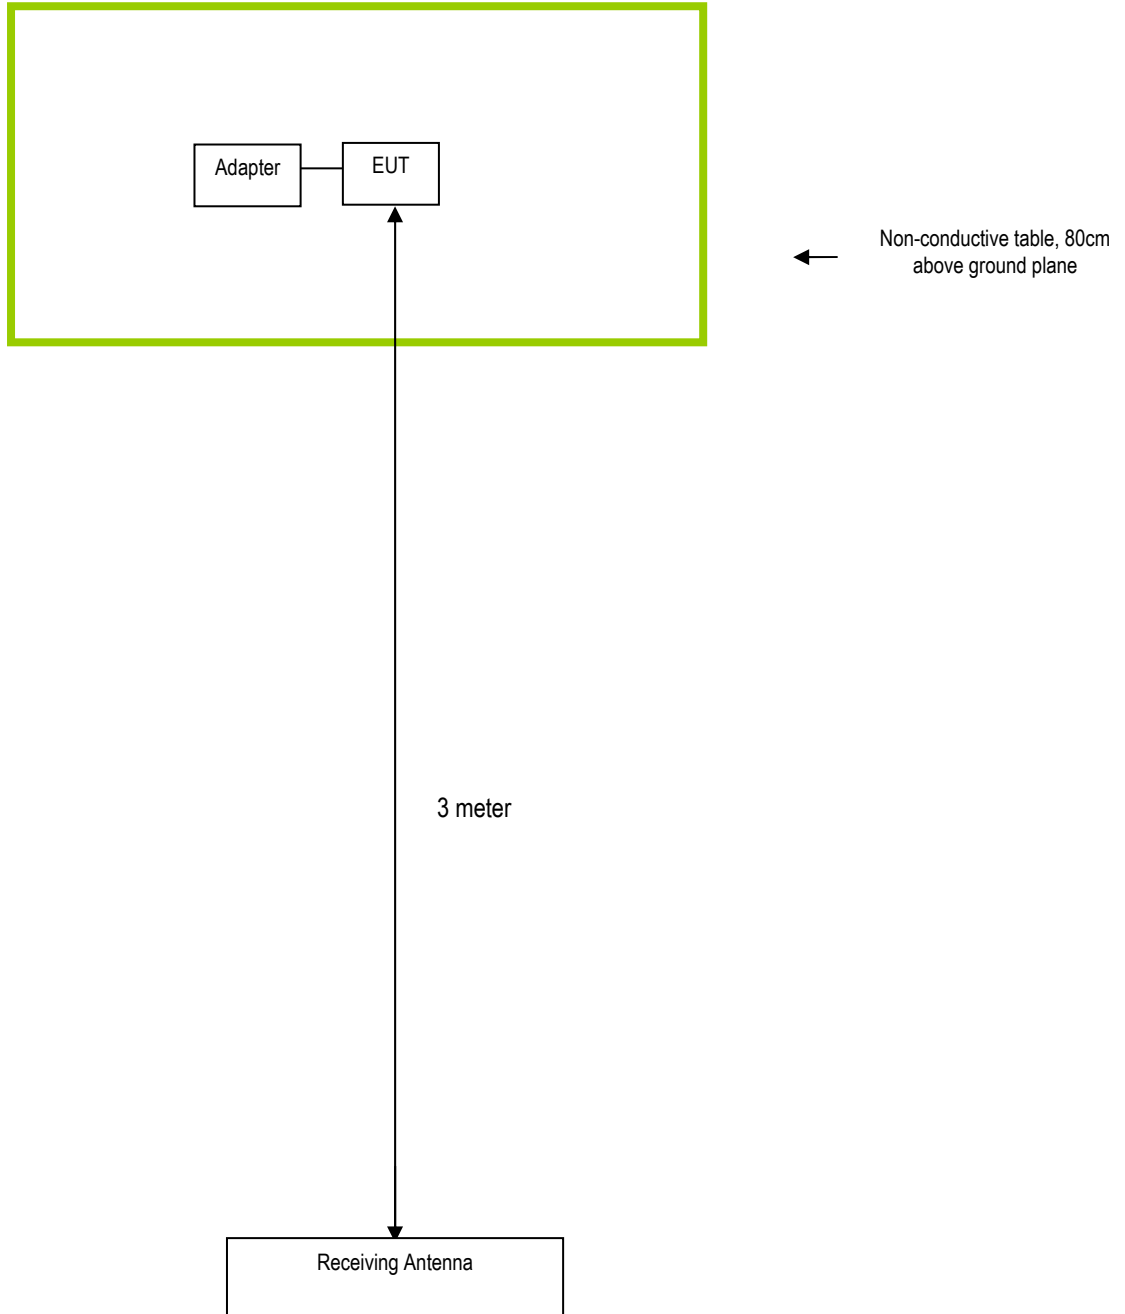 Adapter
EUT
Non-conductive table, 80cm
above ground plane
3 meter
Receiving Antenna